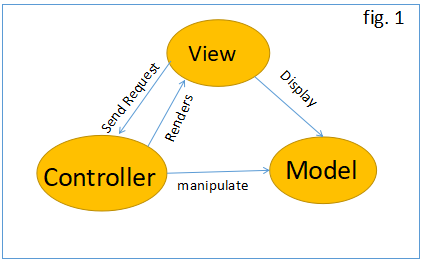 fig. 1
View
Send Request
Renders
Display
Controller
manipulate
Model